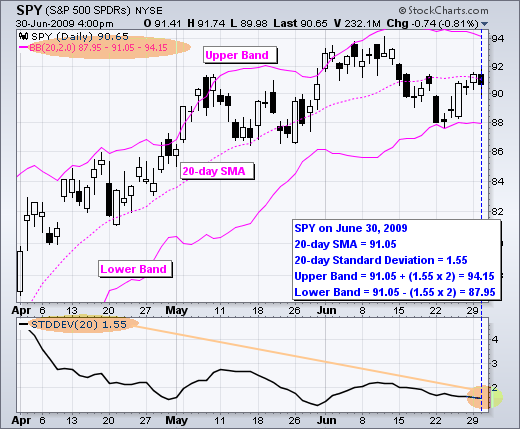 SPY (S&P 500 SPDRs) NYSE © StockCharts.com
30-Jun-2009 4:00pm O 91.41 H 91.74 L 89.98 Last 90.65 V 232.1M Chg -0.74 (-0.81%)
SPY (Daily) 90.65
BB(20,2.0) 87.95 - 91.05 - 94.15
Upper Band
20-day SMA
Lower Band
94
92
90
88
86
84
82
SPY on June 30, 2009
20-day SMA = 91.05
20-day Standard Deviation = 1.55
Upper Band = 91.05 + (1.55 x 2) = 94.15
Lower Band = 91.05 - (1.55 x 2) = 87.95
Apr 6 13 20 27 May 11 18 26 Jun 8 15 22 29
STDDEV(20) 1.55
4
3
2
Apr 6 13 20 27 May 11 18 26 Jun 8 15 22 29